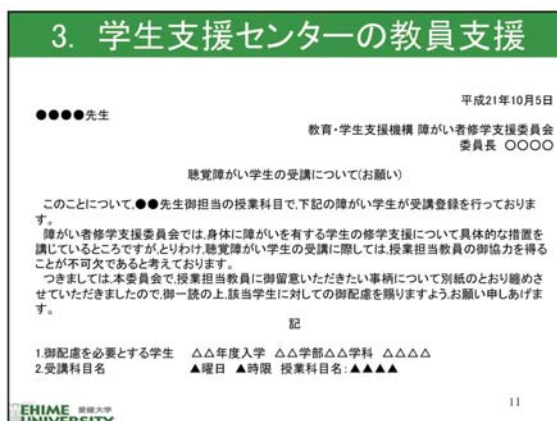 3. 学生支援センターの教員支援
平成21年10月5日
●●●●先生
教育・学生支援機構 障がい者修学支援委員会
委員長 〇〇〇〇
聴覚障がい学生の受講について(お願い)
このことについて,●●先生御担当の授業科目で,下記の障がい学生が受講登録を行っておりま
す。
障がい者修学支援委員会では,身体に障がいを有する学生の修学支援について具体的な措置を
講じているところですが,とりわけ,聴覚障がい学生の受講に際しては,授業担当教員の御協力を得る
ことが不可欠であると考えております。
つきましては,本委員会で,授業担当教員に御留意いただきたい事柄について別紙のとおり纏めさ
せていただきましたので,御一読の上,該当学生に対しての御配慮を賜りますよう,お願い申しあげま
す。
記
1.御配慮を必要とする学生 △△年度入学 △△学部△△学科 △△△△
2.受講科目名 ▲曜日 ▲時限 授業科目名:▲▲▲▲
11
EHIME 愛媛大学
UNIVERSITY